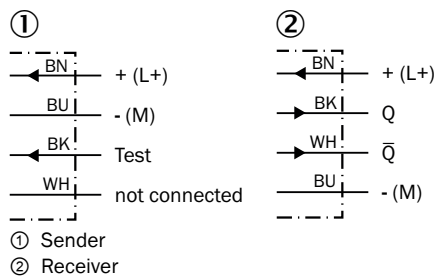 ①
BN + (L+)
BU - (M)
BK Test
WH not connected
②
BN + (L+)
BK Q
WH Q̅
BU - (M)
① Sender
② Receiver